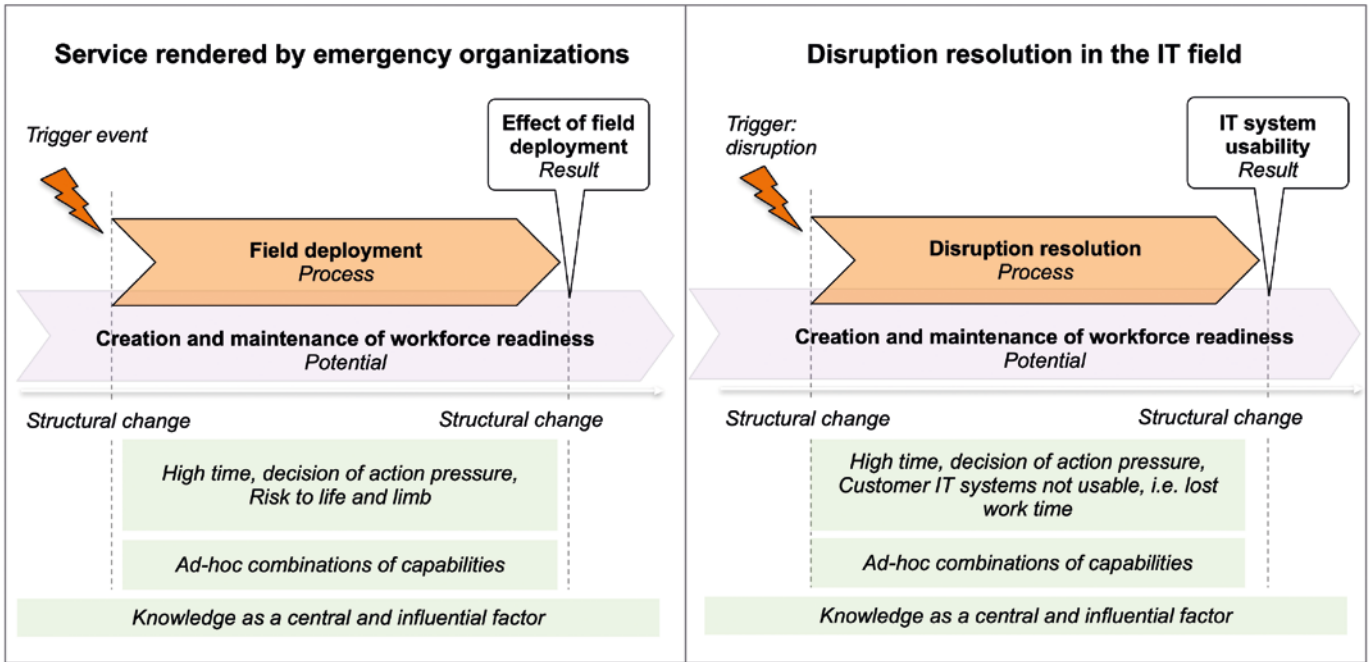 Service rendered by emergency organizations
Trigger event
Effect of field
deployment
Result
Field deployment
Process
Creation and maintenance of workforce readiness
Potential
Structural change
Structural change
High time, decision of action pressure,
Risk to life and limb
Ad-hoc combinations of capabilities
Knowledge as a central and influential factor
Disruption resolution in the IT field
Trigger:
disruption
IT system
usability
Result
Disruption resolution
Process
Creation and maintenance of workforce readiness
Potential
Structural change
Structural change
High time, decision of action pressure,
Customer IT systems not usable, i.e. lost
work time
Ad-hoc combinations of capabilities
Knowledge as a central and influential factor